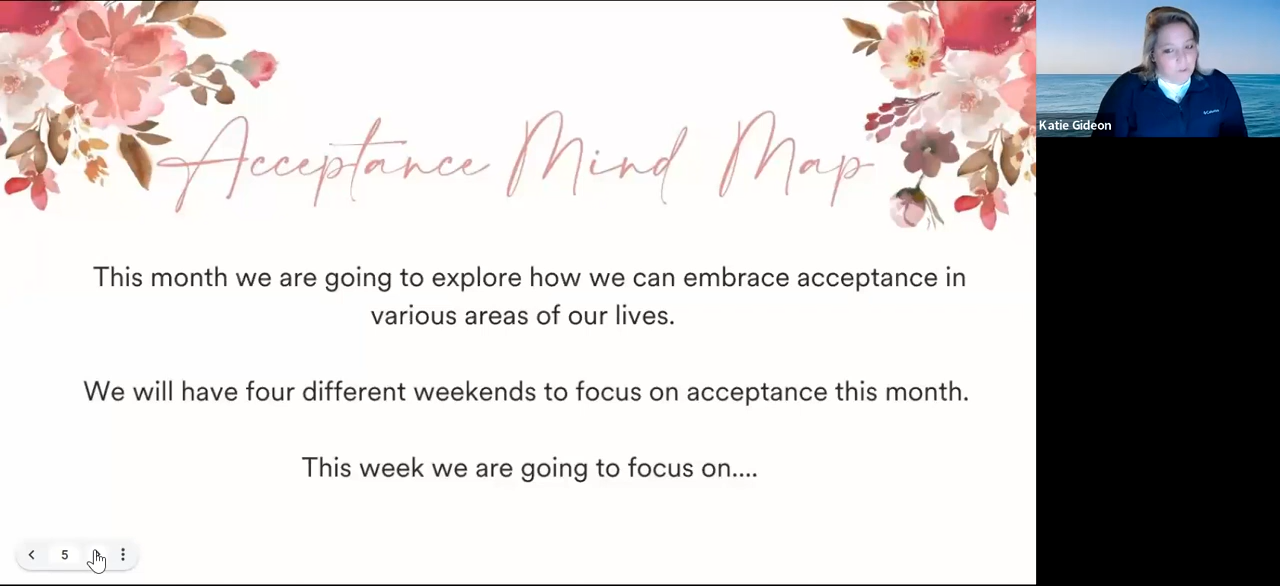 Acceptance Mind Map
This month we are going to explore how we can embrace acceptance in
various areas of our lives.
We will have four different weekends to focus on acceptance this month.
This week we are going to focus on....
5
Katie Gideon